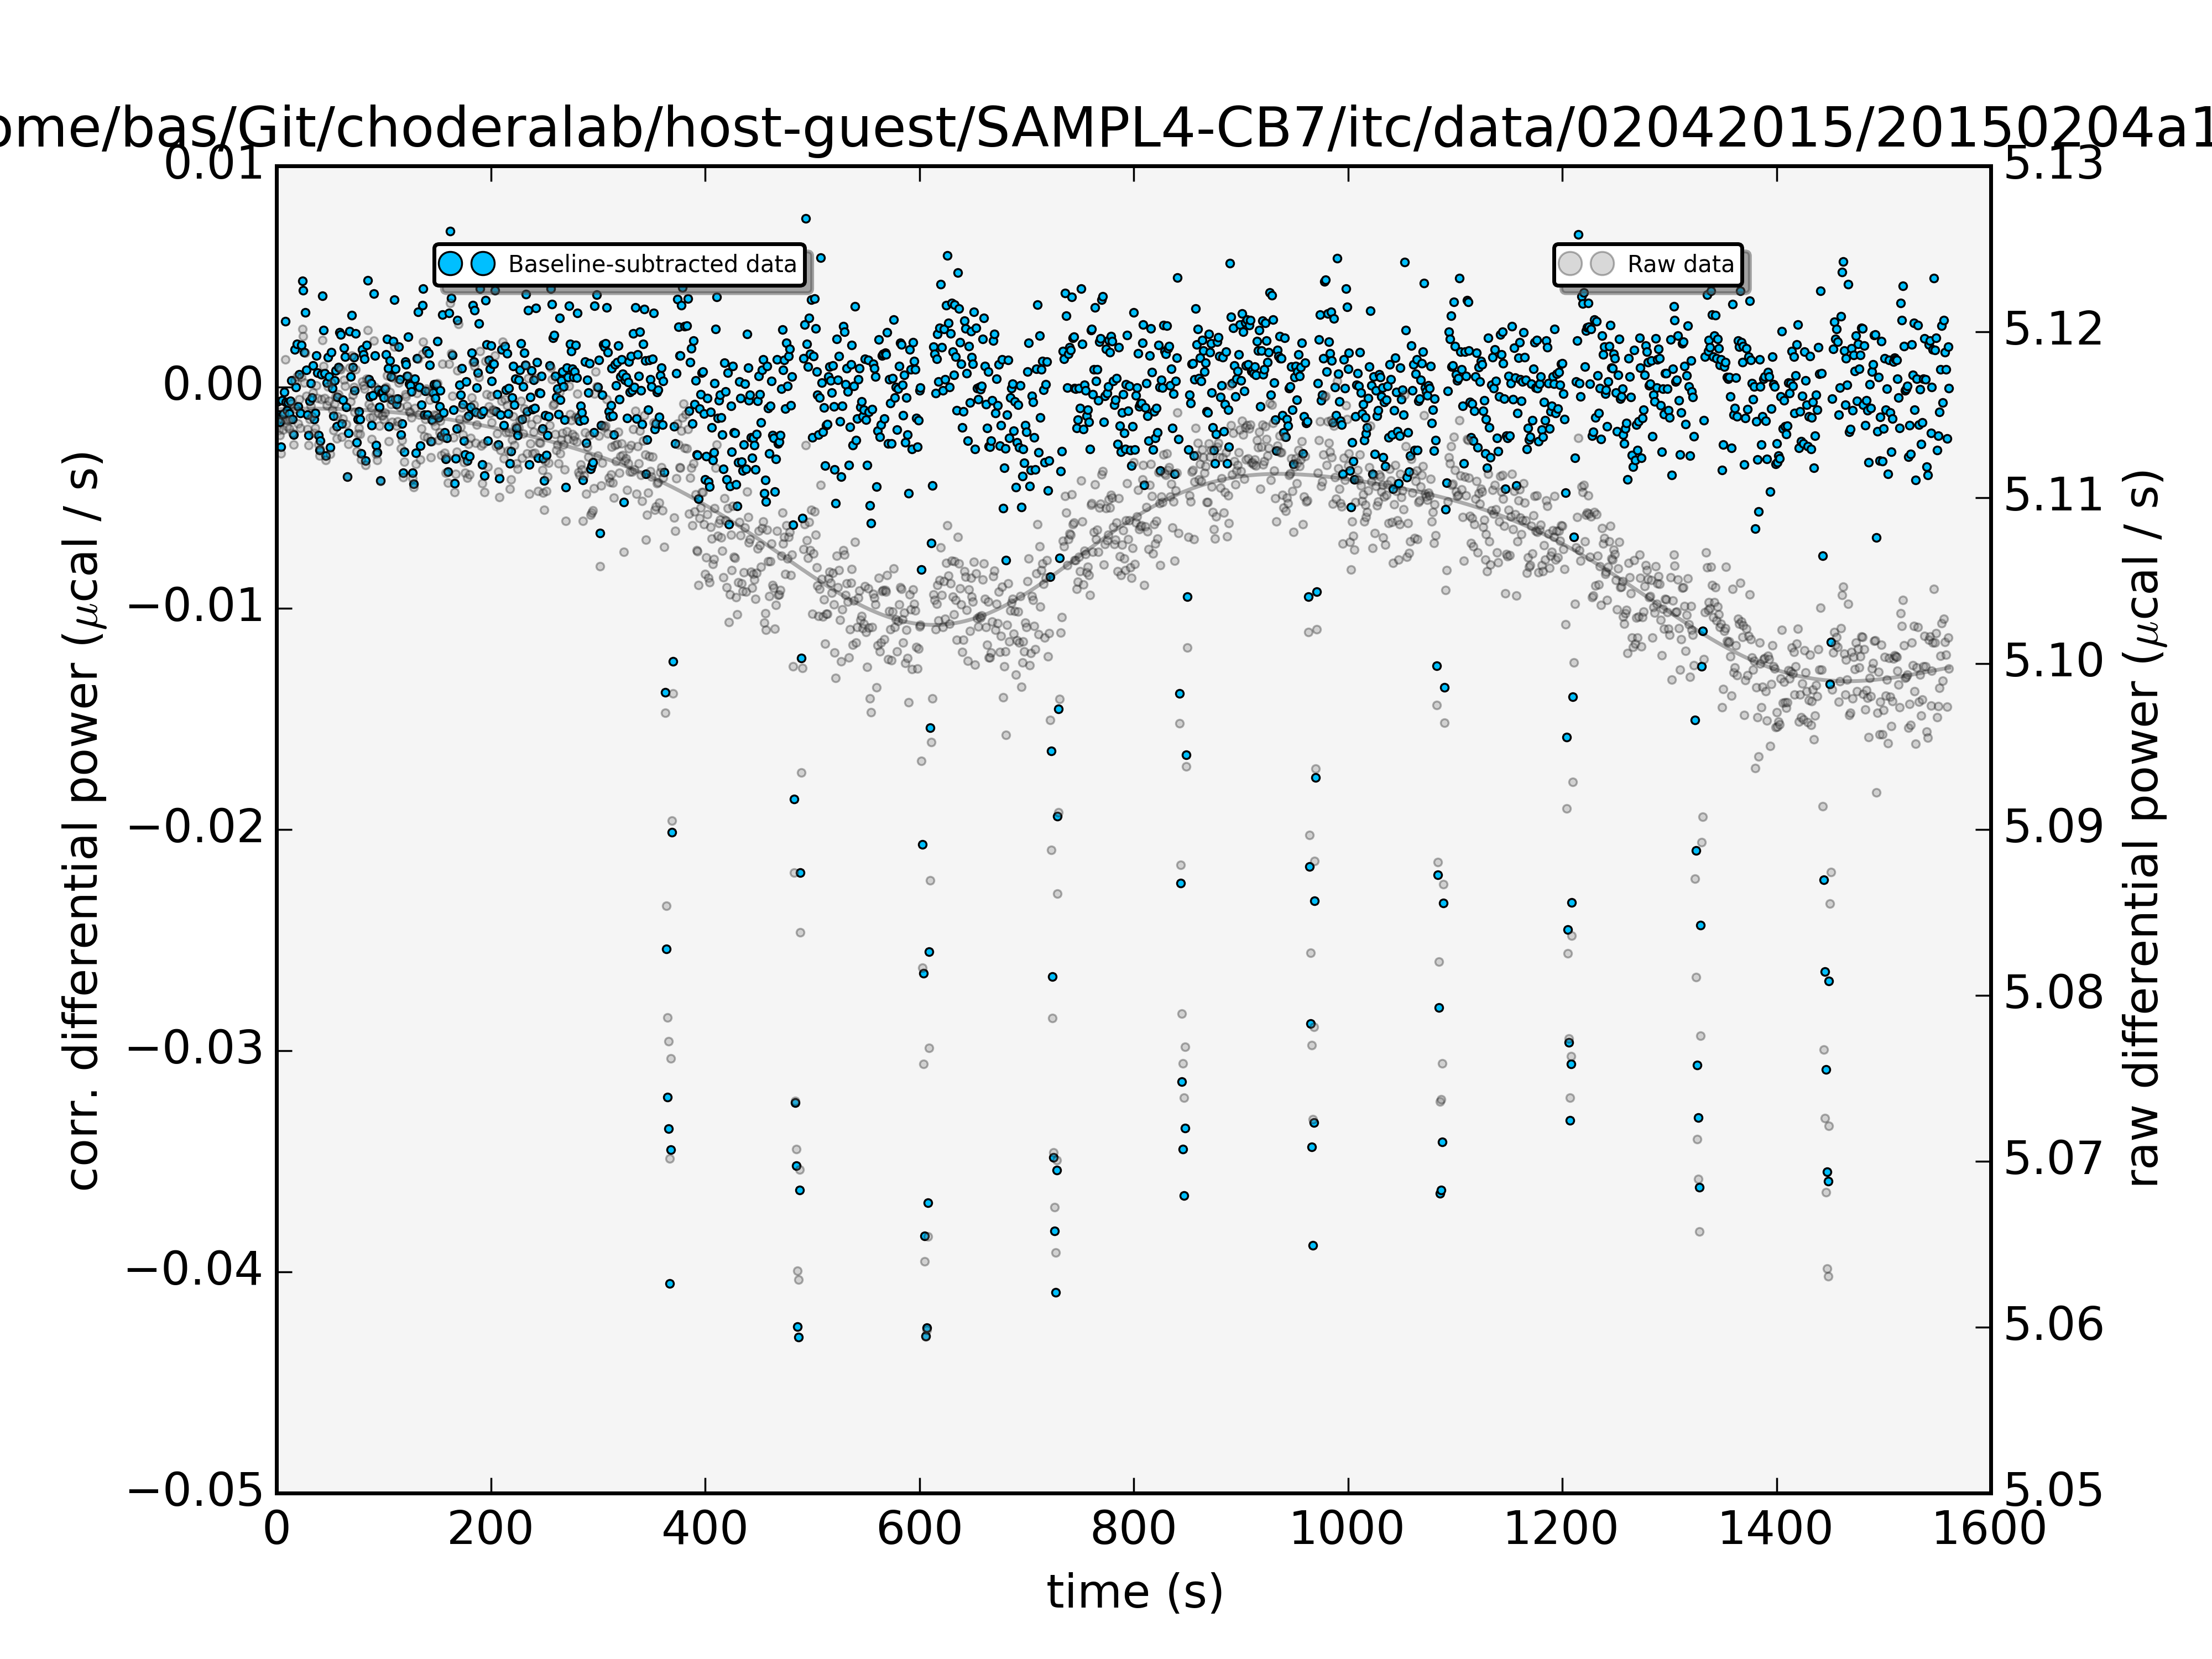 ome/bas/Git/choderalab/host-guest/SAMPL4-CB7/itc/data/02042015/20150204a1
0.01
0.00
−0.01
−0.02
−0.03
−0.04
−0.05
corr. differential power (μcal / s)
Baseline-subtracted data
Raw data
5.13
5.12
5.11
5.10
5.09
5.08
5.07
5.06
5.05
raw differential power (μcal / s)
0 200 400 600 800 1000 1200 1400 1600
time (s)